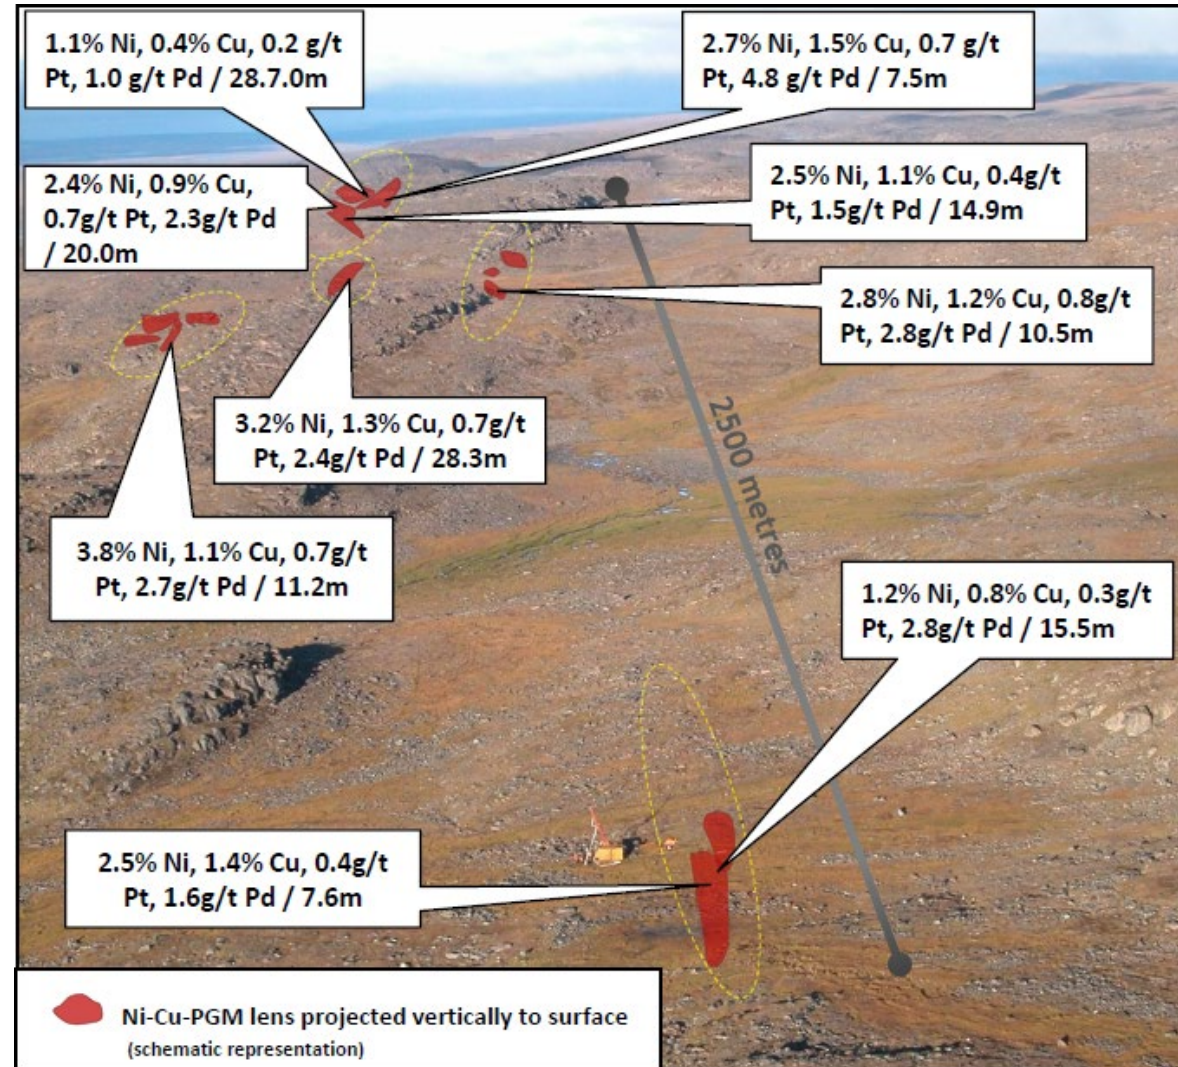 1.1% Ni, 0.4% Cu, 0.2 g/t
Pt, 1.0 g/t Pd / 28.7.0m
2.7% Ni, 1.5% Cu, 0.7 g/t
Pt, 4.8 g/t Pd / 7.5m
2.4% Ni, 0.9% Cu,
0.7g/t Pt, 2.3g/t Pd
/ 20.0m
2.5% Ni, 1.1% Cu, 0.4g/t
Pt, 1.5g/t Pd / 14.9m
2.8% Ni, 1.2% Cu, 0.8g/t
Pt, 2.8g/t Pd / 10.5m
3.2% Ni, 1.3% Cu, 0.7g/t
Pt, 2.4g/t Pd / 28.3m
2500 metres
3.8% Ni, 1.1% Cu, 0.7g/t
Pt, 2.7g/t Pd / 11.2m
1.2% Ni, 0.8% Cu, 0.3g/t
Pt, 2.8g/t Pd / 15.5m
2.5% Ni, 1.4% Cu, 0.4g/t
Pt, 1.6g/t Pd / 7.6m
Ni-Cu-PGM lens projected vertically to surface
(schematic representation)